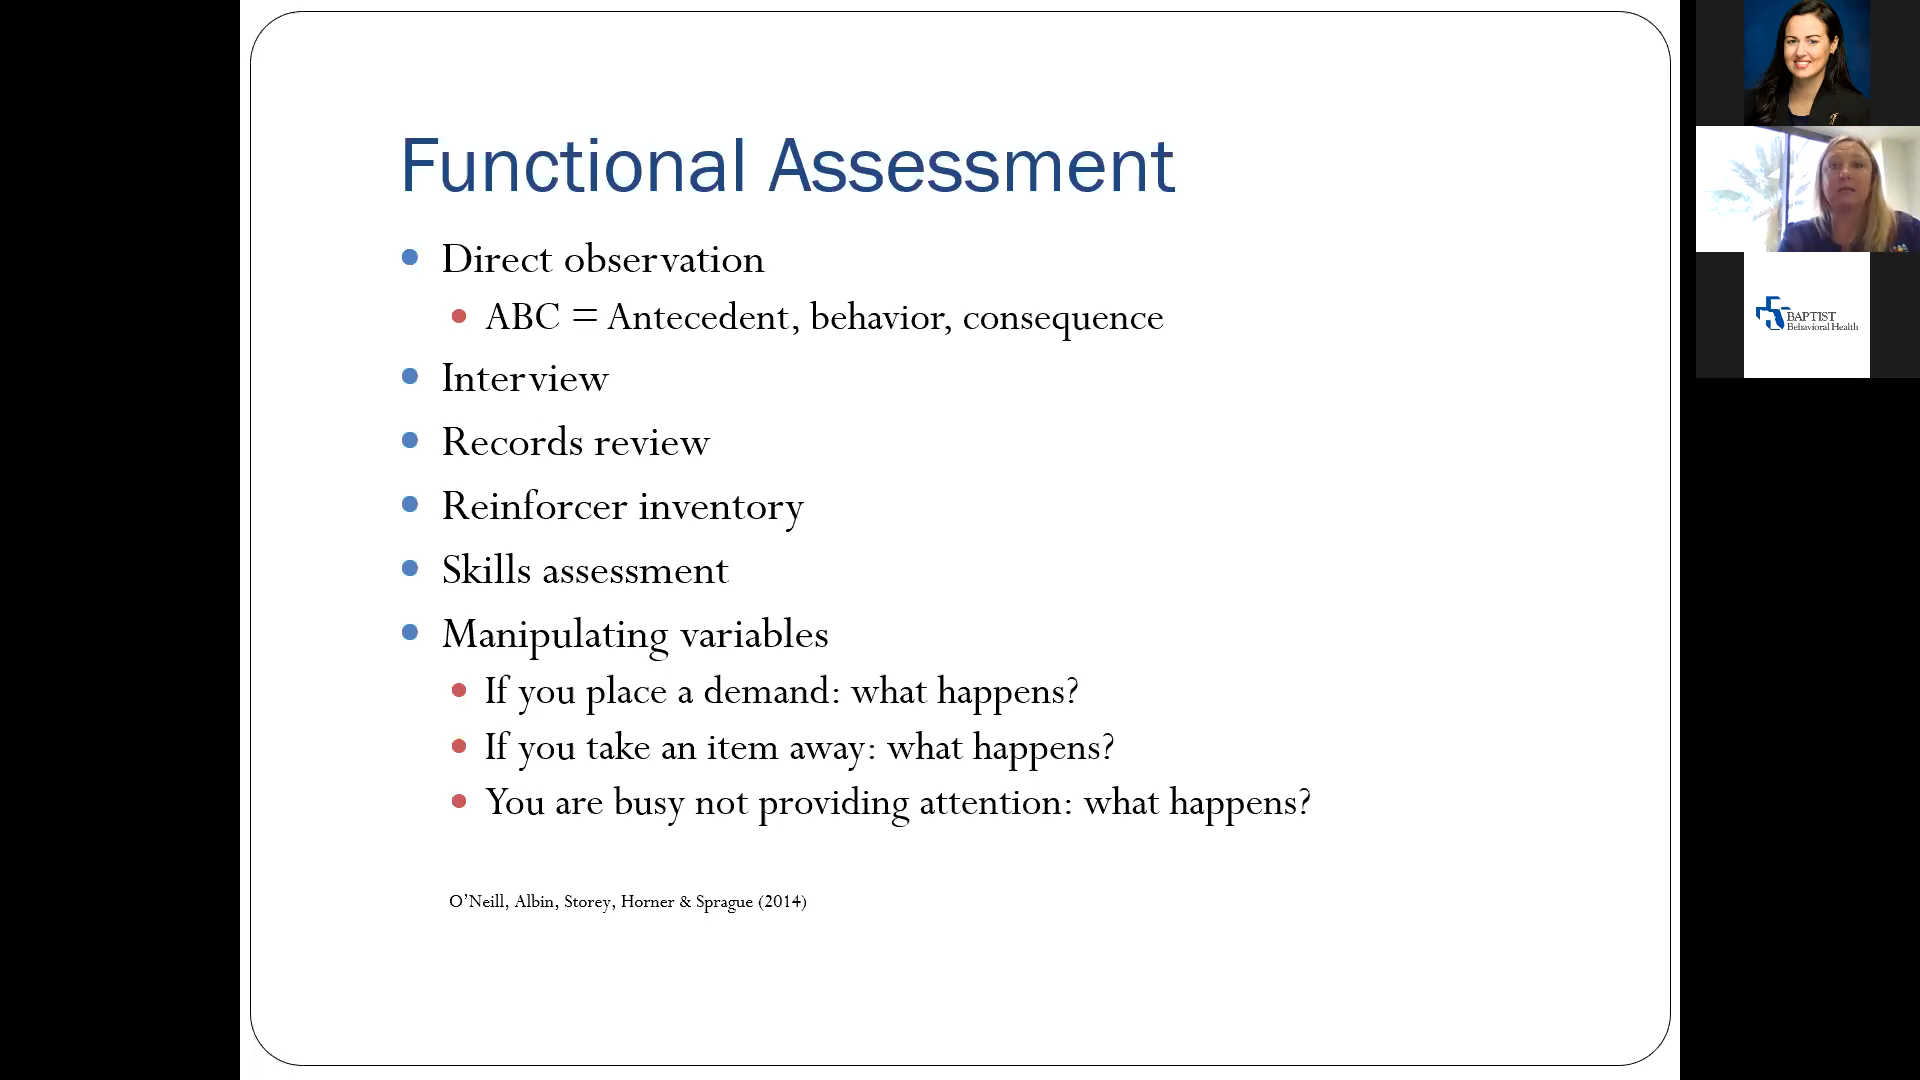 Functional Assessment
Direct observation
ABC = Antecedent, behavior, consequence
Interview
Records review
Reinforcer inventory
Skills assessment
Manipulating variables
If you place a demand: what happens?
If you take an item away: what happens?
You are busy not providing attention: what happens?
O’Neill, Albin, Storey, Horner & Sprague (2014)
BAPTIST
Behavioral Health